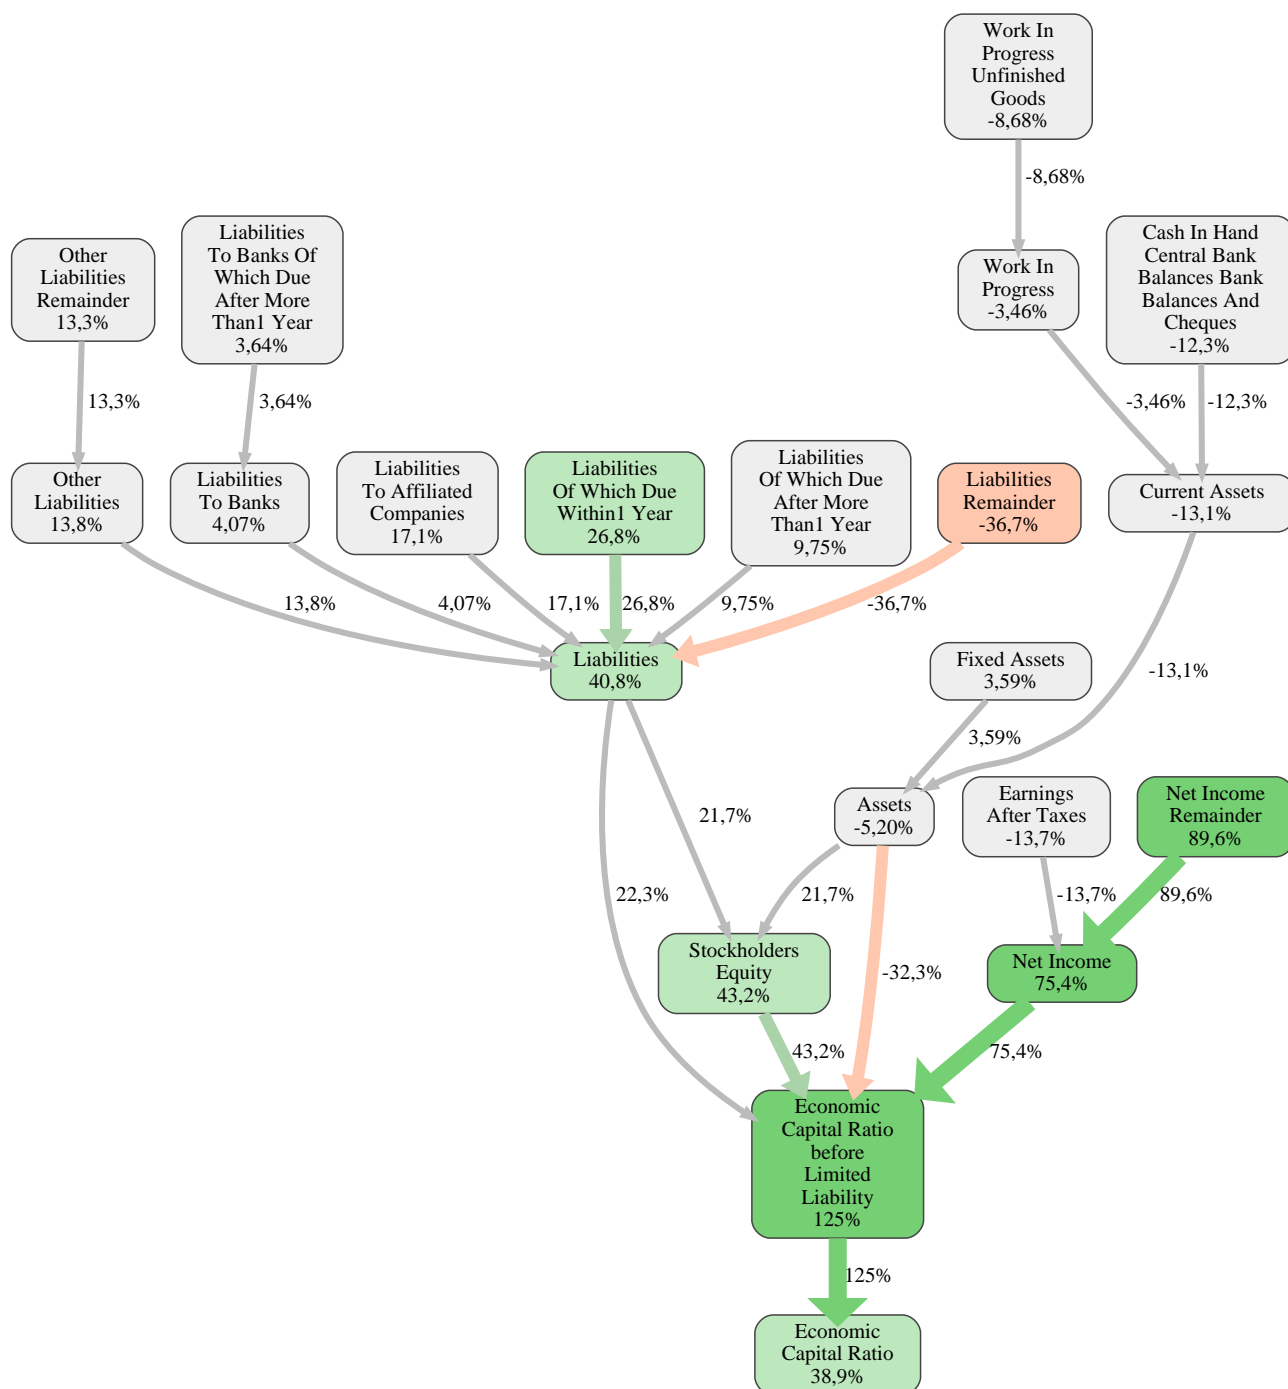 Work In
Progress
Unfinished
Goods
-8,68%
-8,68%
Other
Liabilities
Remainder
13,3%
Liabilities
To Banks Of
Which Due
After More
Than1 Year
3,64%
Work In
Progress
-3,46%
Cash In Hand
Central Bank
Balances Bank
Balances And
Cheques
-12,3%
13,3%
3,64%
-3,46%
-12,3%
Other
Liabilities
13,8%
Liabilities
To Banks
4,07%
Liabilities
To Affiliated
Companies
17,1%
Liabilities
Of Which Due
Within1 Year
26,8%
Liabilities
Of Which Due
After More
Than1 Year
9,75%
Liabilities
Remainder
-36,7%
Current Assets
-13,1%
13,8%
4,07%
17,1%
26,8%
9,75%
-36,7%
Liabilities
40,8%
Fixed Assets
3,59%
-13,1%
3,59%
21,7%
Assets
-5,20%
Earnings
After Taxes
-13,7%
Net Income
Remainder
89,6%
22,3%
21,7%
-13,7%
89,6%
Stockholders
Equity
43,2%
-32,3%
Net Income
75,4%
43,2%
75,4%
Economic
Capital Ratio
before
Limited
Liability
125%
125%
Economic
Capital Ratio
38,9%